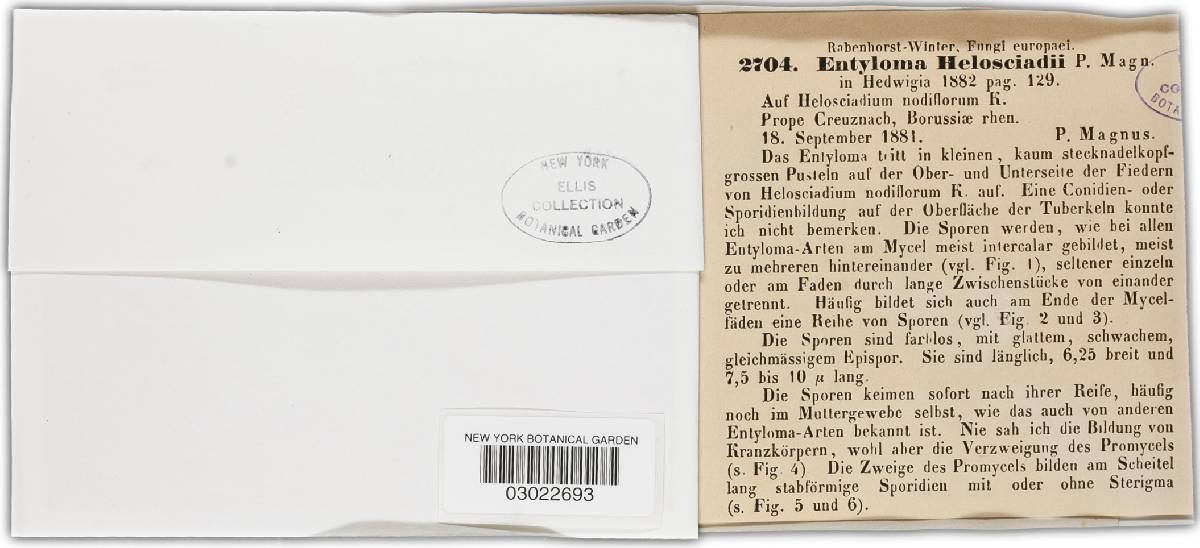 NEW YORK
ELLIS
COLLECTION
BOTANICAL GARDEN
NEW YORK BOTANICAL GARDEN
03022693
Rabenhorst-Winter, Fungi europaei.
2704. Entyloma Helosciadii P. Magn.
in Hedwigia 1882 pag. 129.
Auf Helosciadium nodiflorum K.
Prope Creuznach, Borussiæ rhen.
18. September 1881. P. Magnus.
Das Entyloma tritt in kleinen, kaum stecknadelkopf-
grossen Pusteln auf der Ober- und Unterseite der Fiedern
von Helosciadium nodiflorum K. auf. Eine Conidien- oder
Sporidienbildung auf der Oberfläche der Tuberkeln konnte
ich nicht bemerken. Die Sporen werden, wie bei allen
Entyloma-Arten am Mycel meist intercalar gebildet, meist
zu mehreren hintereinander (vgl. Fig. 1), seltener einzeln
oder am Faden durch lange Zwischenstücke von einander
getrennt. Häufig bildet sich auch am Ende der Mycel-
fäden eine Reihe von Sporen (vgl. Fig. 2 und 3).
Die Sporen sind farblos, mit glattem, schwachem,
gleichmässigem Epispor. Sie sind länglich, 6,25 breit und
7,5 bis 10 µ lang.
Die Sporen keimen sofort nach ihrer Reife, häufig
noch im Muttergewebe selbst, wie das auch von anderen
Entyloma-Arten bekannt ist. Nie sah ich die Bildung von
Kranzkörpern, wohl aber die Verzweigung des Promycels
(s. Fig. 4) Die Zweige des Promycels bilden am Scheitel
lang stabförmige Sporidien mit oder ohne Sterigma
(s. Fig. 5 und 6).
CO
BOTA